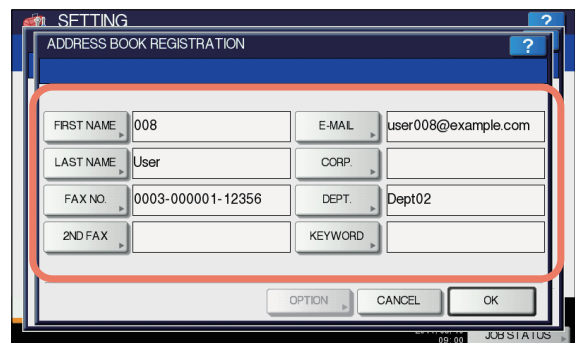 SETTING ?
ADDRESS BOOK REGISTRATION ?
FIRST NAME 008 E-MAIL user008@example.com
LAST NAME User CORP.
FAX NO. 0003-000001-12356 DEPT. Dept02
2ND FAX KEYWORD
OPTION CANCEL OK
09:00 JOB STATUS